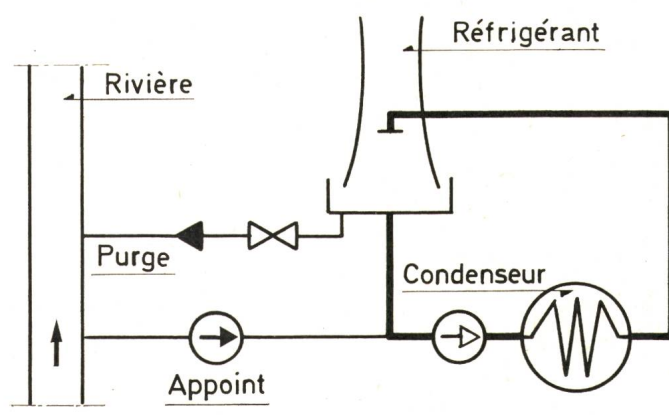 Réfrigérant
Rivière
Purge
Condenseur
Appoint